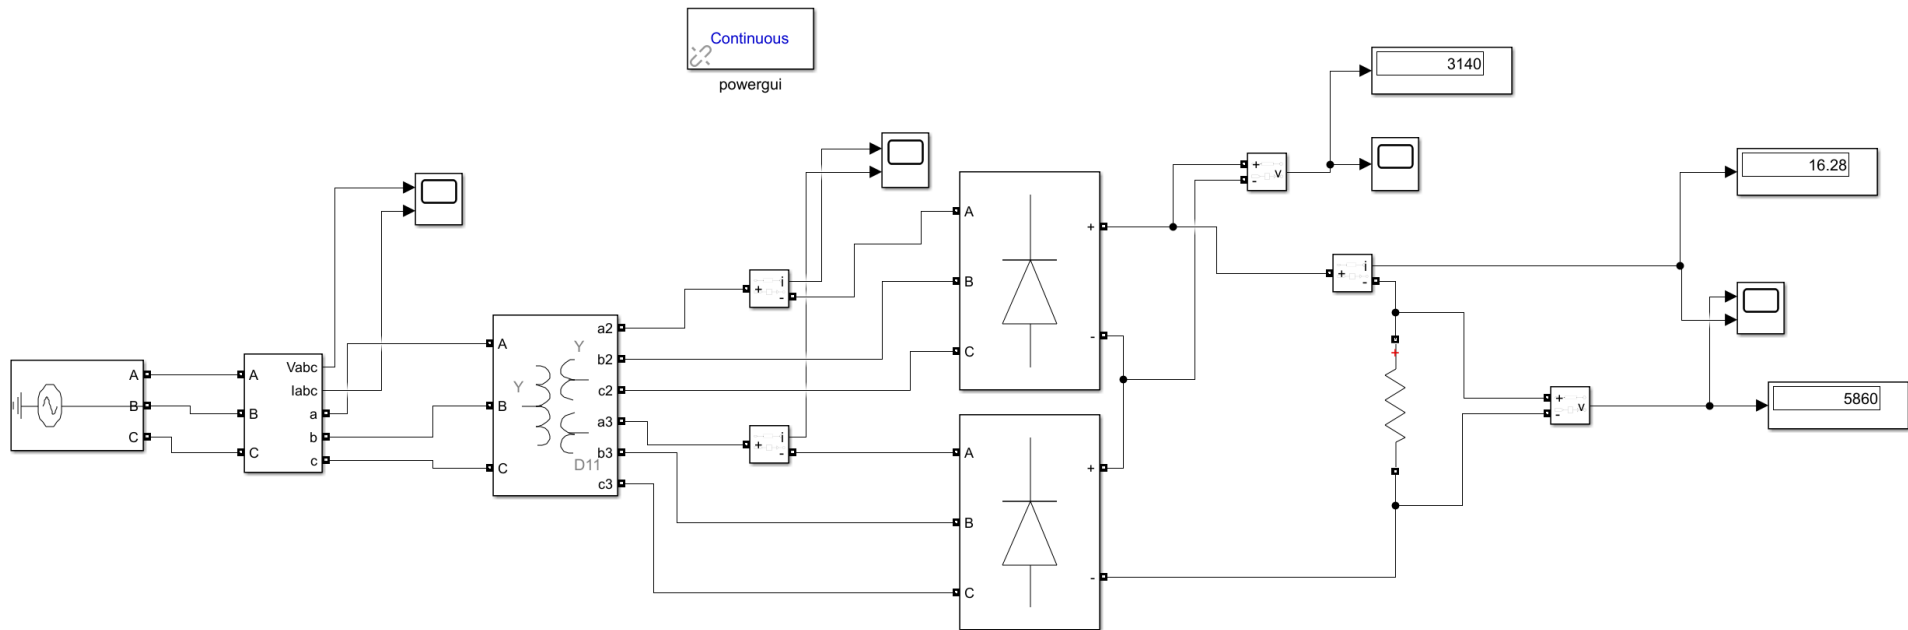 Continuous
powergui
3140
16.28
5860
A
B
C
A
B
C
Vabc
Iabc
a
b
c
A
B
C
Y
Y
D11
a2
b2
c2
a3
b3
c3
+
i
-
+
i
-
A
B
C
+
-
A
B
C
+
-
+
-
v
+
i
-
+
+
-
v